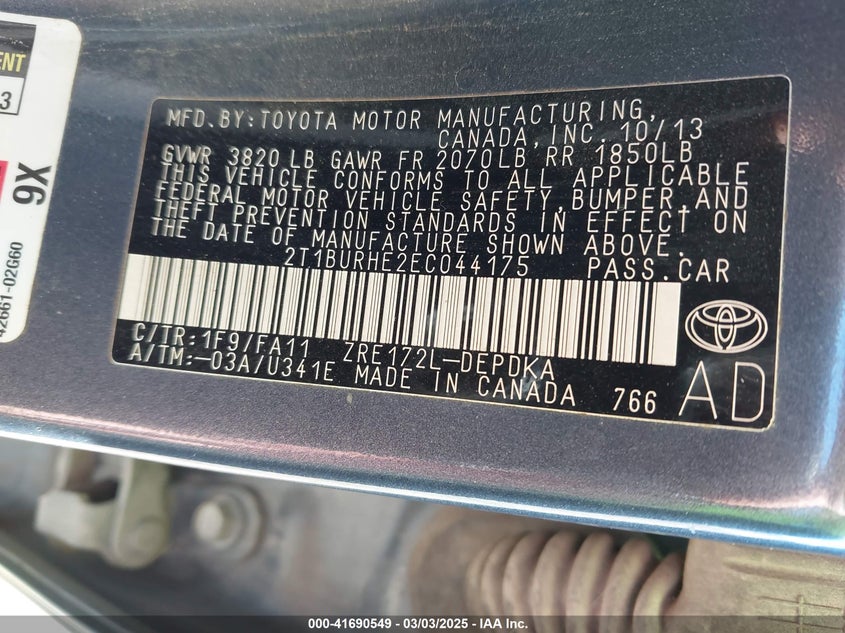 ENT
3
9X
42661-02G60
MFD.BY:TOYOTA MOTOR MANUFACTURING,
CANADA,INC. 10/13
GVWR 3820 LB GAWR FR 2070LB RR 1850LB
THIS VEHICLE CONFORMS TO ALL APPLICABLE
FEDERAL MOTOR VEHICLE SAFETY,BUMPER,AND
THEFT PREVENTION STANDARDS IN EFFECT ON
THE DATE OF MANUFACTURE SHOWN ABOVE.
2T1BURHE2EC044175 PASS.CAR
C/TR:1F9/FA11 ZRE172L-DEPDKA
A/TM:-03A/U341E MADE IN CANADA 766
AD
000-41690549 — 03/03/2025 — IAA Inc.